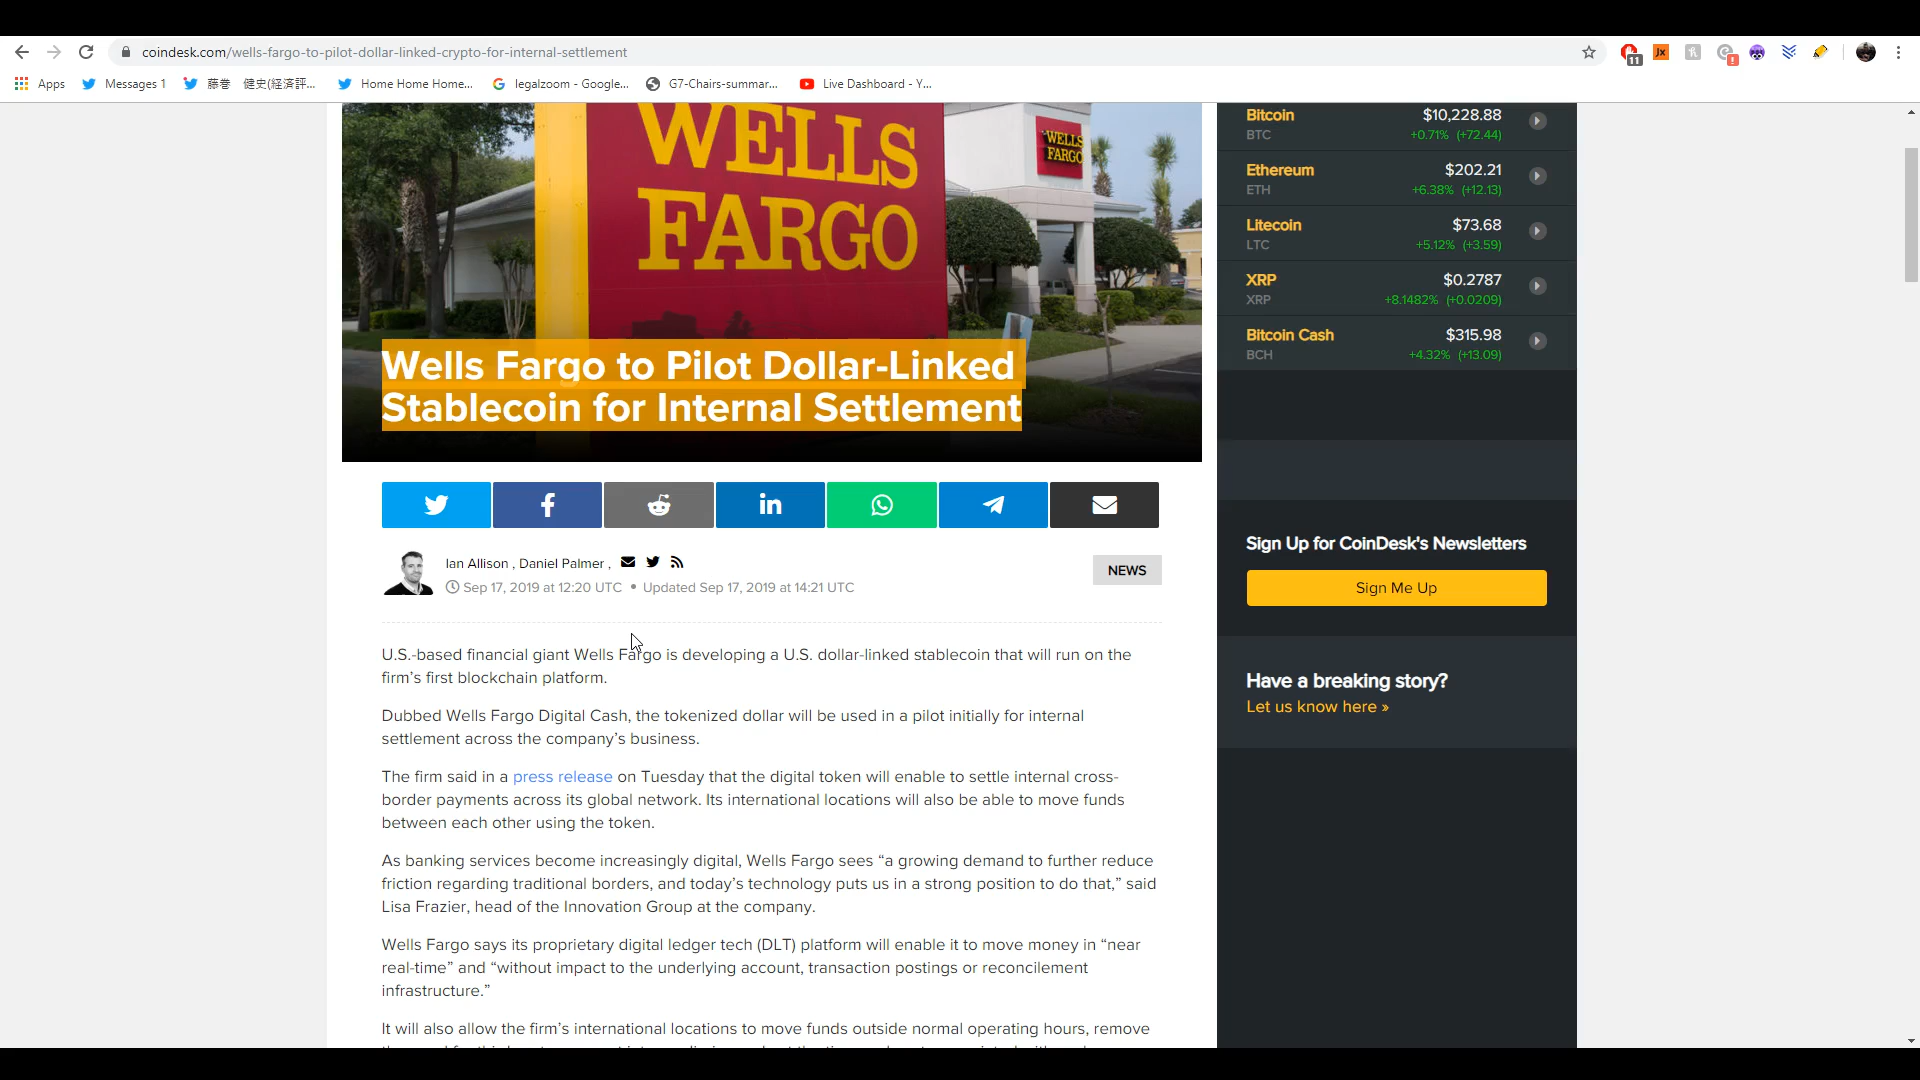 coindesk.com/wells-fargo-to-pilot-dollar-linked-crypto-for-internal-settlement
11
Jx
Apps
Messages 1
藤巻 健史(経済評...
Home Home Home...
legalzoom - Google...
G7-Chairs-summar...
Live Dashboard - Y...
WELLS
FARGO
WELLS
FARGO
Wells Fargo to Pilot Dollar-Linked
Stablecoin for Internal Settlement
Ian Allison , Daniel Palmer ,
Sep 17, 2019 at 12:20 UTC • Updated Sep 17, 2019 at 14:21 UTC
NEWS
U.S.-based financial giant Wells Fargo is developing a U.S. dollar-linked stablecoin that will run on the
firm’s first blockchain platform.
Dubbed Wells Fargo Digital Cash, the tokenized dollar will be used in a pilot initially for internal
settlement across the company’s business.
The firm said in a press release on Tuesday that the digital token will enable to settle internal cross-
border payments across its global network. Its international locations will also be able to move funds
between each other using the token.
As banking services become increasingly digital, Wells Fargo sees “a growing demand to further reduce
friction regarding traditional borders, and today’s technology puts us in a strong position to do that,” said
Lisa Frazier, head of the Innovation Group at the company.
Wells Fargo says its proprietary digital ledger tech (DLT) platform will enable it to move money in “near
real-time” and “without impact to the underlying account, transaction postings or reconcilement
infrastructure.”
It will also allow the firm’s international locations to move funds outside normal operating hours, remove
Bitcoin $10,228.88
BTC +0.71% (+72.44)
Ethereum $202.21
ETH +6.38% (+12.13)
Litecoin $73.68
LTC +5.12% (+3.59)
XRP $0.2787
XRP +8.1482% (+0.0209)
Bitcoin Cash $315.98
BCH +4.32% (+13.09)
Sign Up for CoinDesk's Newsletters
Sign Me Up
Have a breaking story?
Let us know here »